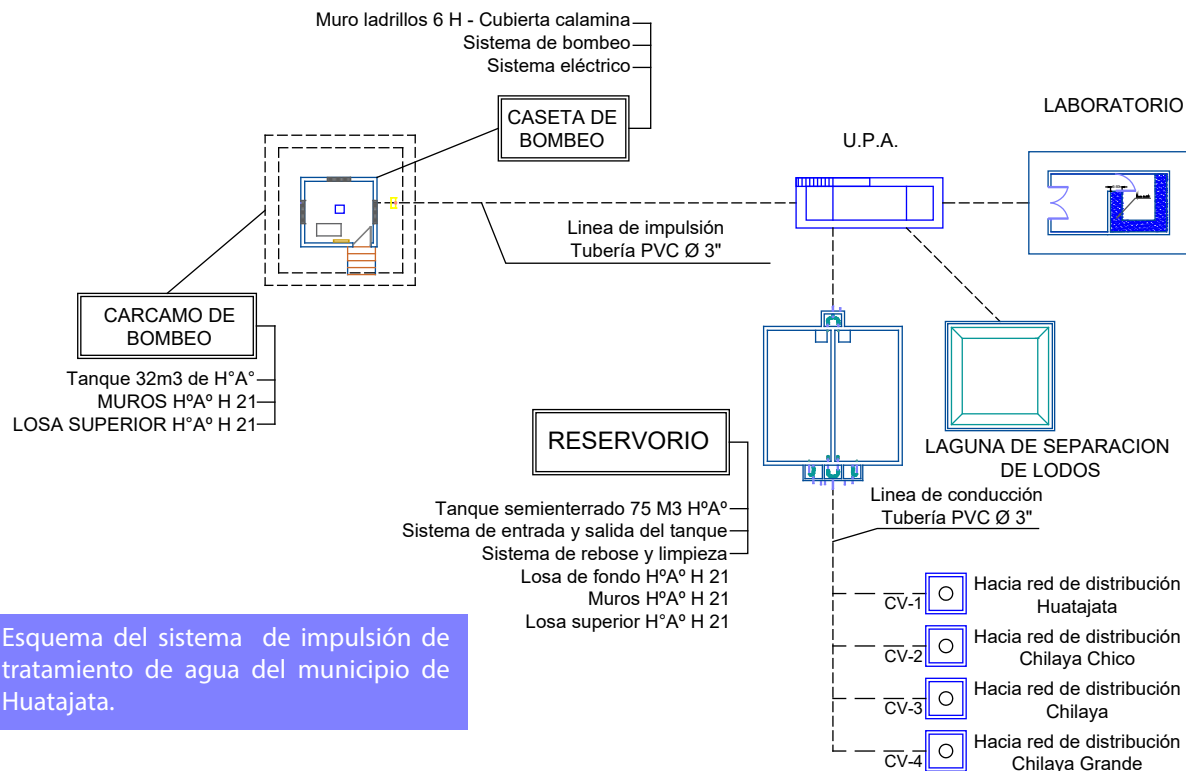 Muro ladrillos 6 H - Cubierta calamina
Sistema de bombeo
Sistema eléctrico
CASETA DE
BOMBEO
U.P.A.
LABORATORIO
Linea de impulsión
Tubería PVC Ø 3"
CARCAMO DE
BOMBEO
Tanque 32m3 de H°A°
MUROS HºAº H 21
LOSA SUPERIOR H°Aº H 21
RESERVORIO
Tanque semienterrado 75 M3 HºAº
Sistema de entrada y salida del tanque
Sistema de rebose y limpieza
Losa de fondo HºAº H 21
Muros HºAº H 21
Losa superior H°Aº H 21
LAGUNA DE SEPARACION
DE LODOS
Linea de conducción
Tubería PVC Ø 3"
CV-1
Hacia red de distribución
Huatajata
CV-2
Hacia red de distribución
Chilaya Chico
CV-3
Hacia red de distribución
Chilaya
CV-4
Hacia red de distribución
Chilaya Grande
Esquema del sistema de impulsión de
tratamiento de agua del municipio de
Huatajata.